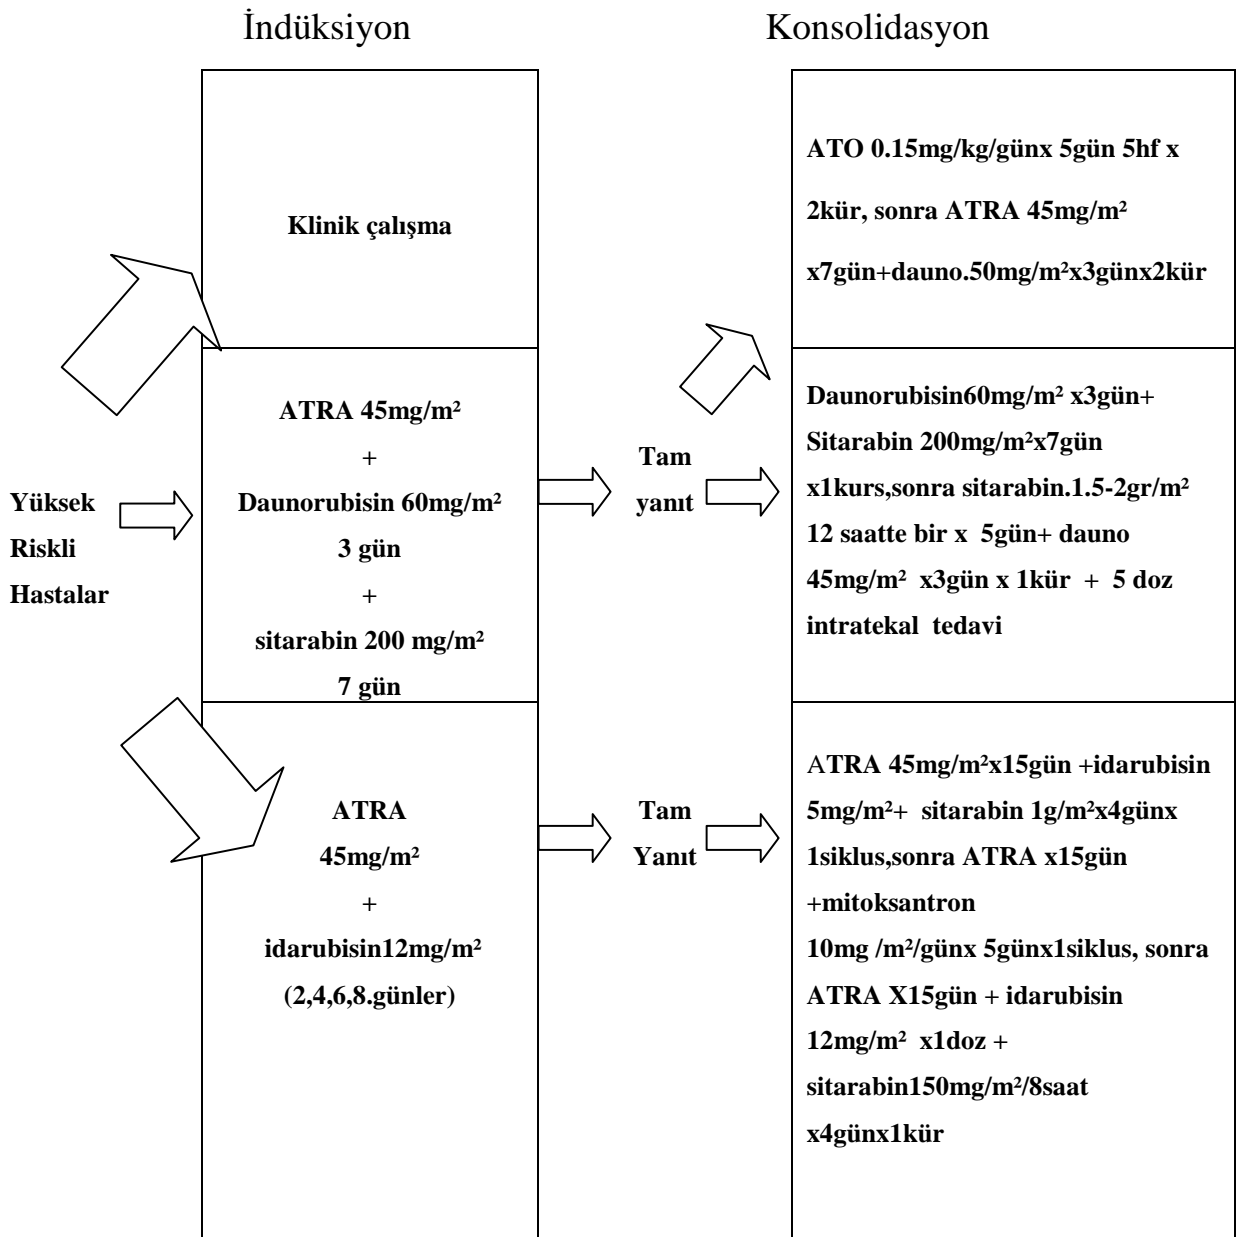 İndüksiyon
Konsolidasyon
Klinik çalışma
ATO 0.15mg/kg/günx 5gün 5hf x
2kür, sonra ATRA 45mg/m²
x7gün+dauno.50mg/m²x3günx2kür
Yüksek
Riskli
Hastalar
ATRA 45mg/m²
+
Daunorubisin 60mg/m²
3 gün
+
sitarabin 200 mg/m²
7 gün
Tam
yanıt
Daunorubisin60mg/m² x3gün+
Sitarabin 200mg/m²x7gün
x1kurs,sonra sitarabin.1.5-2gr/m²
12 saatte bir x 5gün+ dauno
45mg/m² x3gün x 1kür + 5 doz
intratekal tedavi
ATRA
45mg/m²
+
idarubisin12mg/m²
(2,4,6,8.günler)
Tam
Yanıt
ATRA 45mg/m²x15gün +idarubisin
5mg/m²+ sitarabin 1g/m²x4günx
1siklus,sonra ATRA x15gün
+mitoksantron
10mg /m²/günx 5günx1siklus, sonra
ATRA X15gün + idarubisin
12mg/m² x1doz +
sitarabin150mg/m²/8saat
x4günx1kür